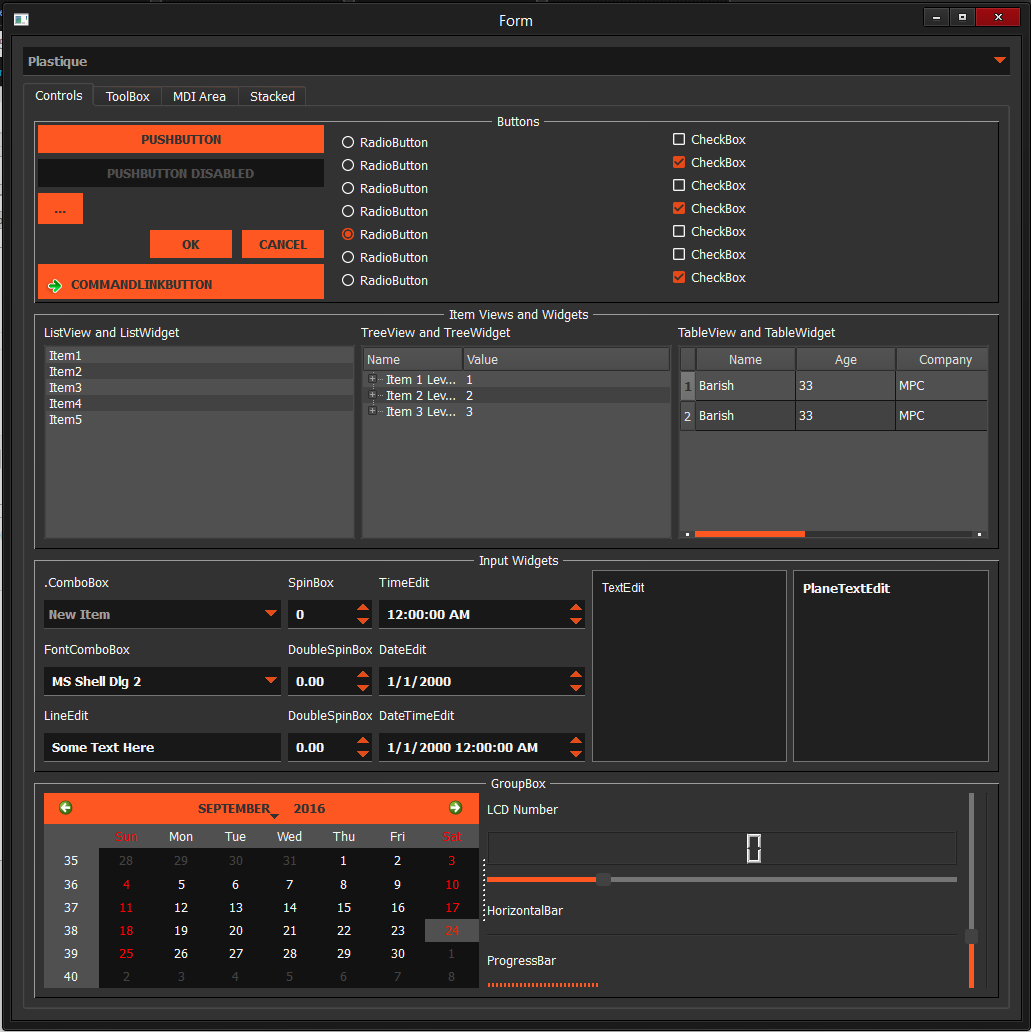 Form
Plastique
Controls ToolBox MDI Area Stacked
Buttons
PUSHBUTTON
PUSHBUTTON DISABLED
...
OK CANCEL
COMMANDLINKBUTTON
RadioButton
RadioButton
RadioButton
RadioButton
RadioButton
RadioButton
RadioButton
CheckBox
CheckBox
CheckBox
CheckBox
CheckBox
CheckBox
CheckBox
Item Views and Widgets
ListView and ListWidget
Item1
Item2
Item3
Item4
Item5
TreeView and TreeWidget
Name Value
Item 1 Lev... 1
Item 2 Lev... 2
Item 3 Lev... 3
TableView and TableWidget
Name Age Company
1 Barish 33 MPC
2 Barish 33 MPC
Input Widgets
.ComboBox SpinBox TimeEdit
New Item 0 12:00:00 AM
FontComboBox DoubleSpinBox DateEdit
MS Shell Dlg 2 0.00 1/1/2000
LineEdit DoubleSpinBox DateTimeEdit
Some Text Here 0.00 1/1/2000 12:00:00 AM
TextEdit
PlaneTextEdit
GroupBox
SEPTEMBER 2016
Sun Mon Tue Wed Thu Fri Sat
35 28 29 30 31 1 2 3
36 4 5 6 7 8 9 10
37 11 12 13 14 15 16 17
38 18 19 20 21 22 23 24
39 25 26 27 28 29 30 1
40 2 3 4 5 6 7 8
LCD Number
0
HorizontalBar
ProgressBar